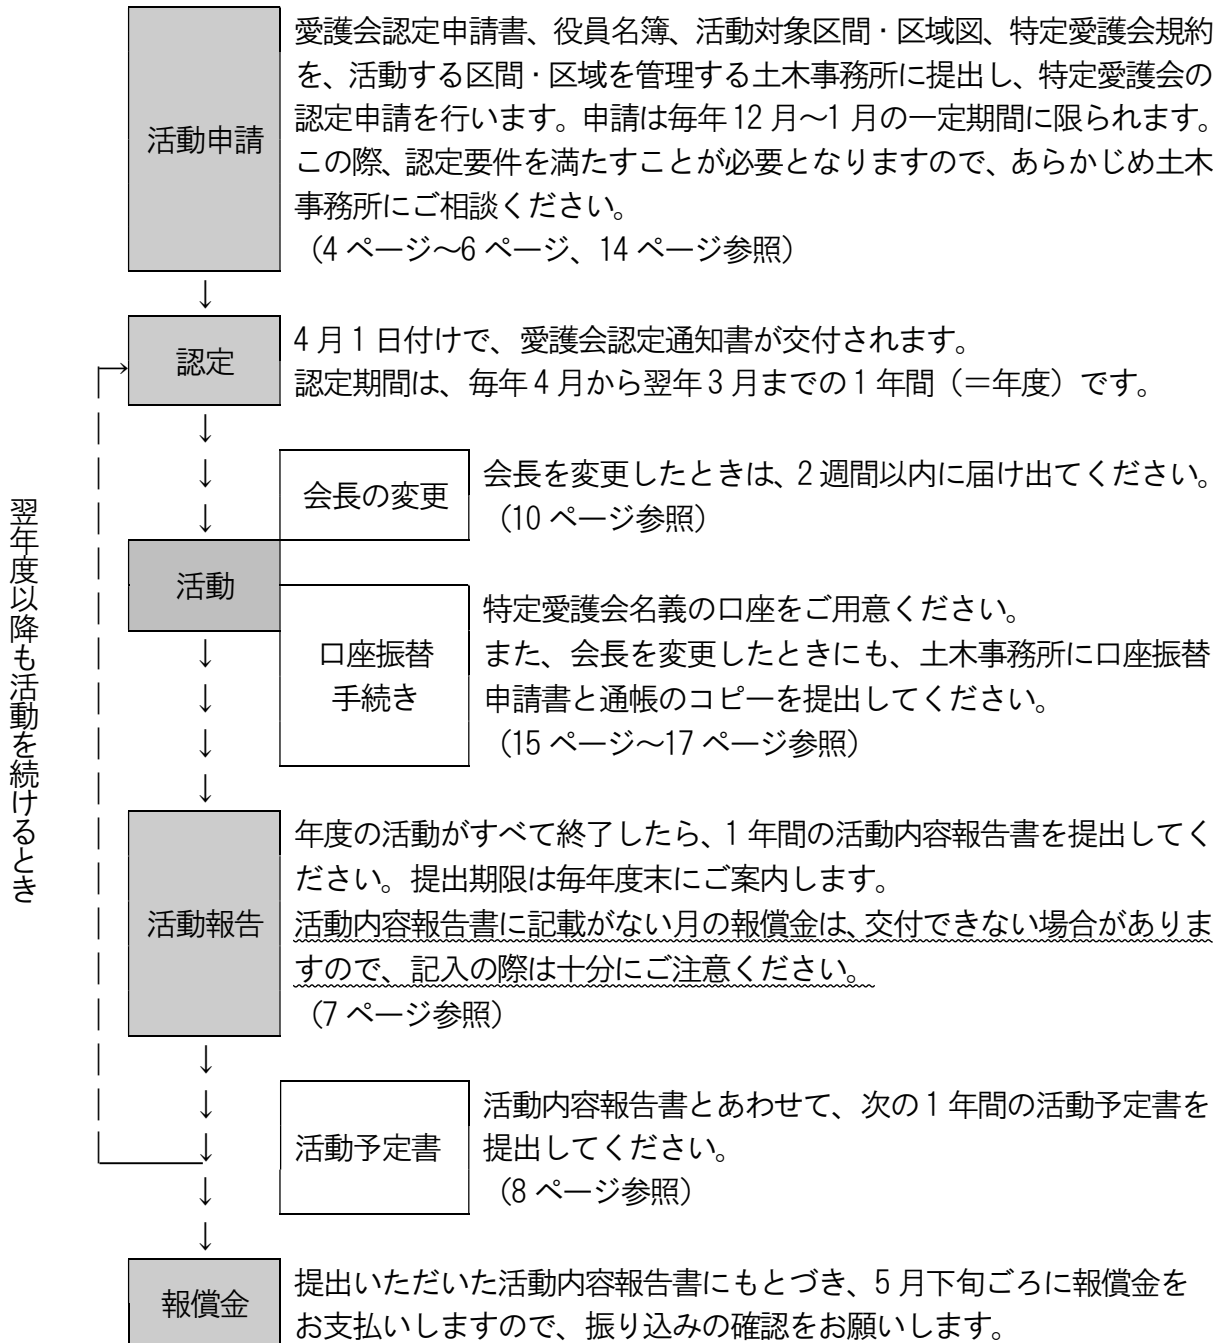 愛護会認定申請書、役員名簿、活動対象区間・区域図、特定愛護会規約
を、活動する区間・区域を管理する土木事務所に提出し、特定愛護会の
認定申請を行います。申請は毎年12月～1月の一定期間に限られます。
この際、認定要件を満たすことが必要となりますので、あらかじめ土木
事務所にご相談ください。
（4ページ～6ページ、14ページ参照）
活動申請
↓
認定
4月1日付けで、愛護会認定通知書が交付されます。
認定期間は、毎年4月から翌年3月までの1年間（＝年度）です。
↓
↓
↓
会長の変更
会長を変更したときは、2週間以内に届け出てください。
（10ページ参照）
活動
口座振替
手続き
特定愛護会名義の口座をご用意ください。
また、会長を変更したときにも、土木事務所に口座振替
申請書と通帳のコピーを提出してください。
（15ページ～17ページ参照）
↓
↓
↓
↓
翌年度以降も活動を続けるとき
活動報告
年度の活動がすべて終了したら、1年間の活動内容報告書を提出してく
ださい。提出期限は毎年度末にご案内します。
活動内容報告書に記載がない月の報償金は、交付できない場合がありま
すので、記入の際は十分にご注意ください。
（7ページ参照）
↓
↓
↓
↓
↓
活動予定書
活動内容報告書とあわせて、次の1年間の活動予定書を
提出してください。
（8ページ参照）
報償金
提出いただいた活動内容報告書にもとづき、5月下旬ごろに報償金を
お支払いしますので、振り込みの確認をお願いします。